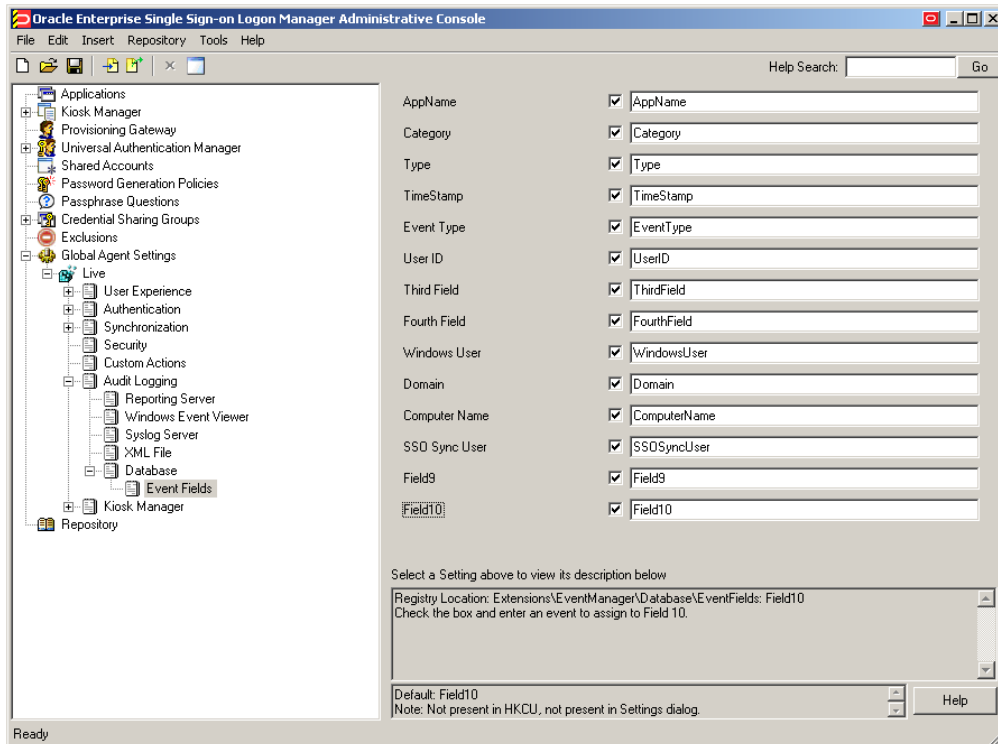 Oracle Enterprise Single Sign-on Logon Manager Administrative Console
File Edit Insert Repository Tools Help
Help Search: Go
Applications
Kiosk Manager
Provisioning Gateway
Universal Authentication Manager
Shared Accounts
Password Generation Policies
Passphrase Questions
Credential Sharing Groups
Exclusions
Global Agent Settings
Live
User Experience
Authentication
Synchronization
Security
Custom Actions
Audit Logging
Reporting Server
Windows Event Viewer
Syslog Server
XML File
Database
Event Fields
Kiosk Manager
Repository
AppName AppName
Category Category
Type Type
TimeStamp TimeStamp
Event Type EventType
User ID UserID
Third Field ThirdField
Fourth Field FourthField
Windows User WindowsUser
Domain Domain
Computer Name ComputerName
SSO Sync User SSOSyncUser
Field9 Field9
Field10 Field10
Select a Setting above to view its description below
Registry Location: Extensions\EventManager\Database\EventFields: Field10
Check the box and enter an event to assign to Field 10.
Default: Field10
Note: Not present in HKCU, not present in Settings dialog.
Help
Ready